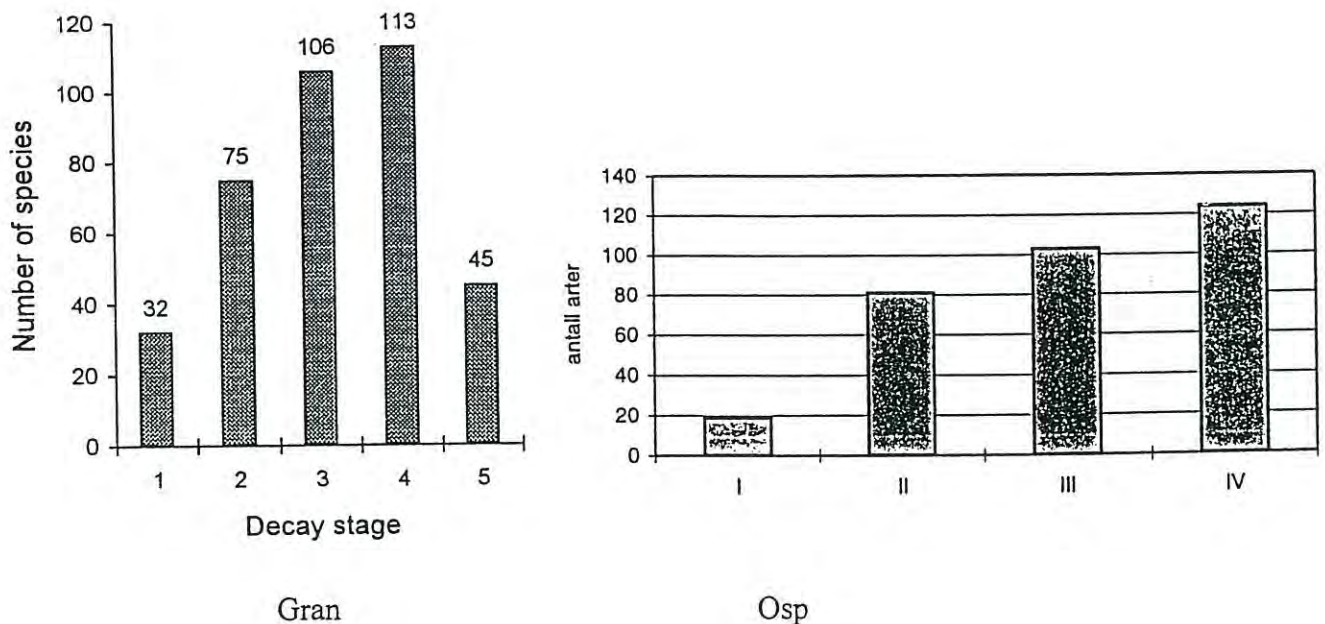 120
100
80
60
40
20
0
Number of species
32
75
106
113
45
1 2 3 4 5
Decay stage
Gran
140
120
100
80
60
40
20
0
antall arter
I II III IV
Osp